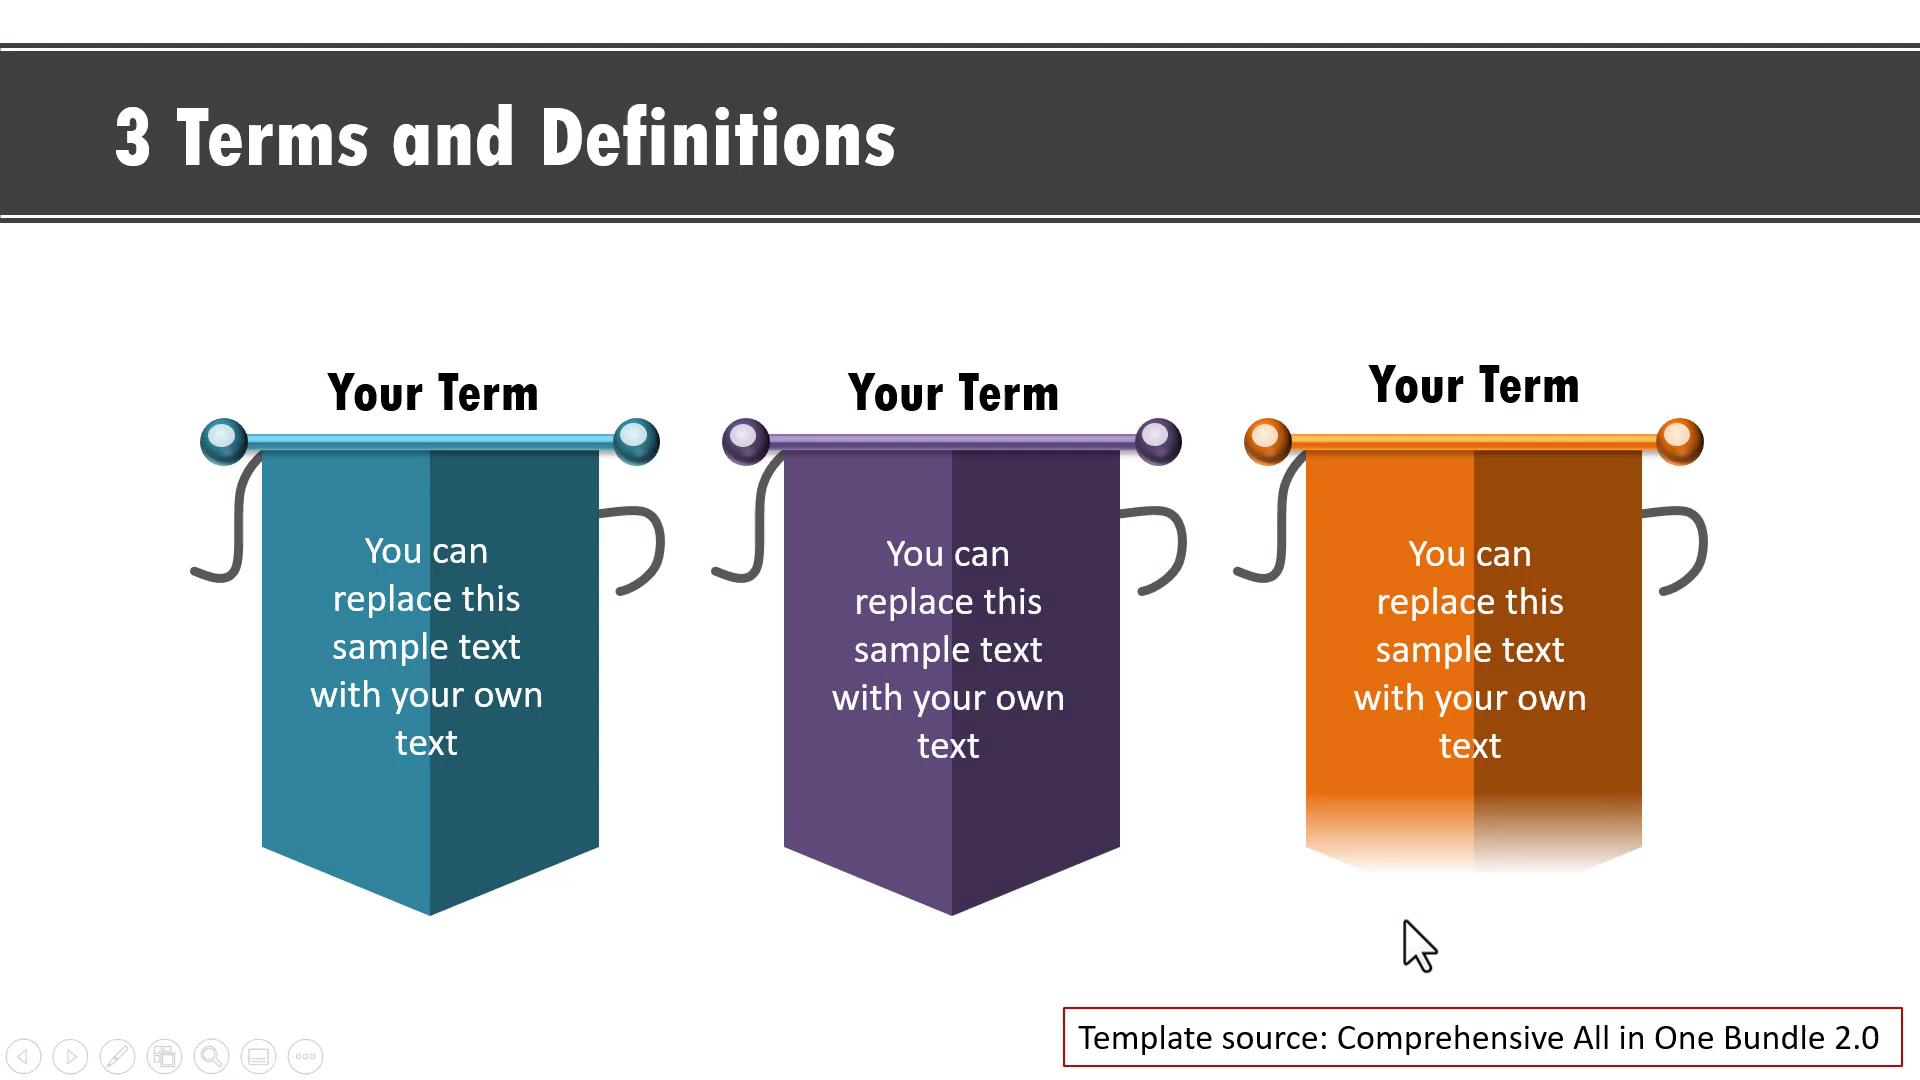 3 Terms and Definitions
Your Term
You can
replace this
sample text
with your own
text
Your Term
You can
replace this
sample text
with your own
text
Your Term
You can
replace this
sample text
with your own
text
Template source: Comprehensive All in One Bundle 2.0